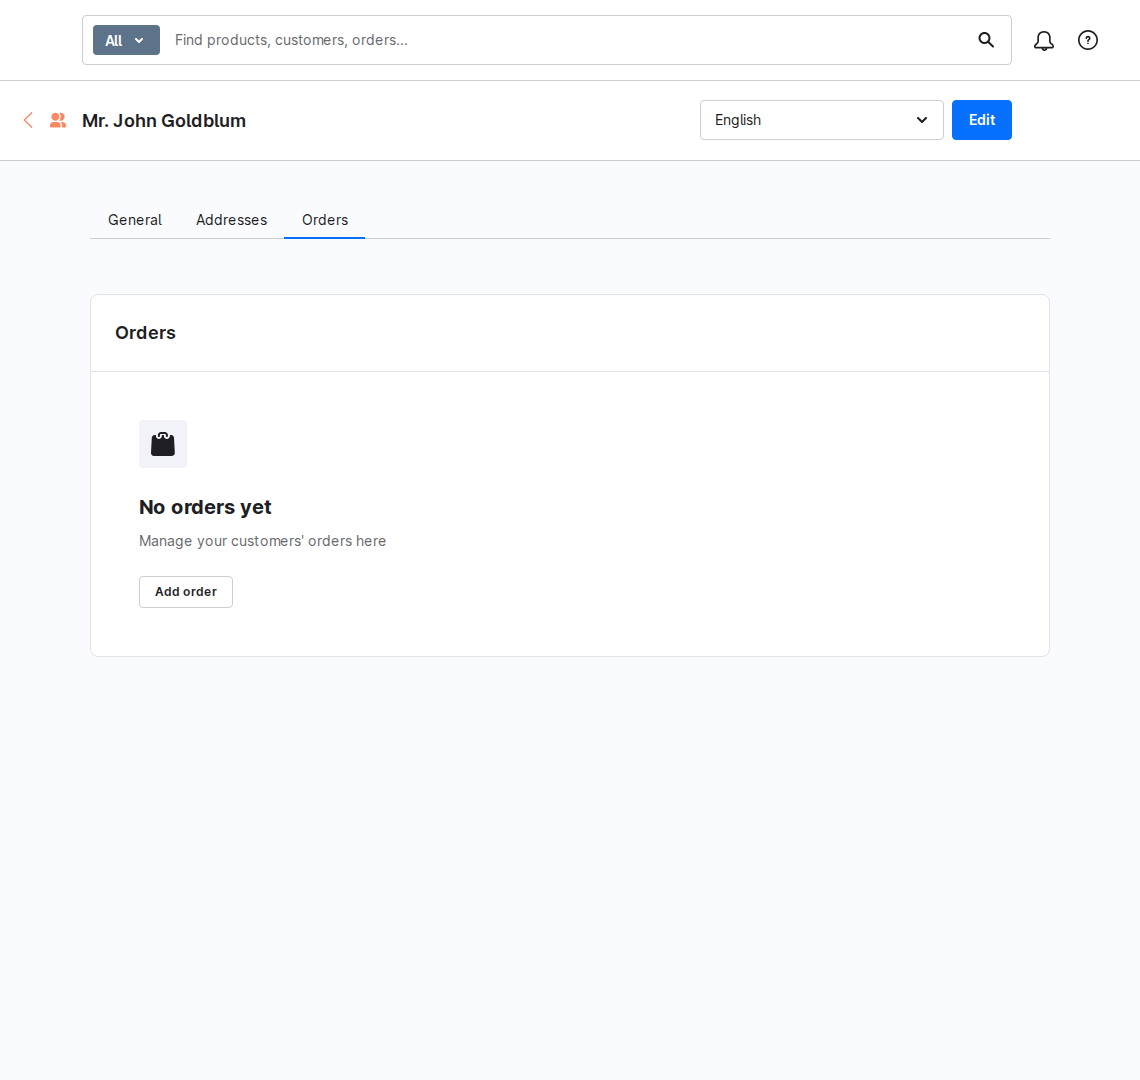 All
Find products, customers, orders...
Mr. John Goldblum
English
Edit
General
Addresses
Orders
Orders
No orders yet
Manage your customers' orders here
Add order